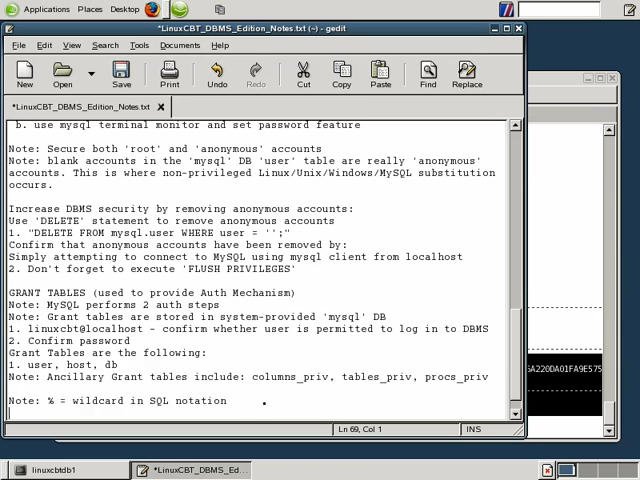 Applications Places Desktop
*LinuxCBT_DBMS_Edition_Notes.txt (~) - gedit
File Edit View Search Tools Documents Help
New Open Save Print Undo Redo Cut Copy Paste Find Replace
*LinuxCBT_DBMS_Edition_Notes.txt
b. use mysql terminal monitor and set password feature
Note: Secure both 'root' and 'anonymous' accounts
Note: blank accounts in the 'mysql' DB 'user' table are really 'anonymous'
accounts. This is where non-privileged Linux/Unix/Windows/MySQL substitution
occurs.
Increase DBMS security by removing anonymous accounts:
Use 'DELETE' statement to remove anonymous accounts
1. "DELETE FROM mysql.user WHERE user = '';"
Confirm that anonymous accounts have been removed by:
Simply attempting to connect to MySQL using mysql client from localhost
2. Don't forget to execute 'FLUSH PRIVILEGES'
GRANT TABLES (used to provide Auth Mechanism)
Note: MySQL performs 2 auth steps
Note: Grant tables are stored in system-provided 'mysql' DB
1. linuxcbt@localhost - confirm whether user is permitted to log in to DBMS
2. Confirm password
Grant Tables are the following:
1. user, host, db
Note: Ancillary Grant tables include: columns_priv, tables_priv, procs_priv
Note: % = wildcard in SQL notation
6A220DA01FA9E575
Ln 69, Col 1 INS
linuxcbtdb1 *LinuxCBT_DBMS_Ed...